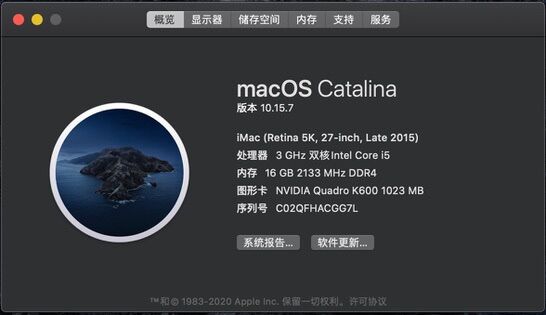 概览 显示器 储存空间 内存 支持 服务
macOS Catalina
版本 10.15.7
iMac (Retina 5K, 27-inch, Late 2015)
处理器 3 GHz 双核Intel Core i5
内存 16 GB 2133 MHz DDR4
图形卡 NVIDIA Quadro K600 1023 MB
序列号 C02QFHACGG7L
系统报告... 软件更新...
™和© 1983-2020 Apple Inc. 保留一切权利。许可协议